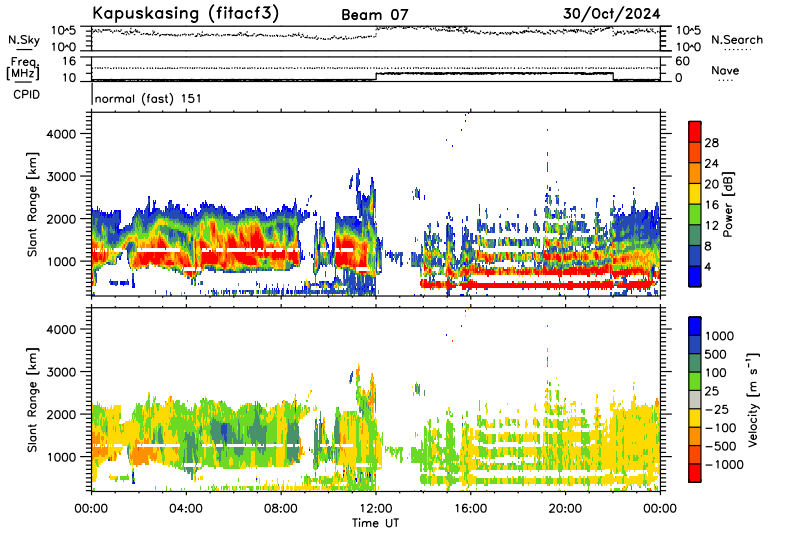 Kapuskasing (fitacf3) Beam 07 30/Oct/2024
N.Sky 10^5 10^0 10^5 10^0 N.Search
Freq. [MHz] 16 10 60 0 Nave
CPID normal (fast) 151
Slant Range [km] 4000 3000 2000 1000
Power [dB] 28 24 20 16 12 8 4
Slant Range [km] 4000 3000 2000 1000
Velocity [m s⁻¹] 1000 500 100 25 −25 −100 −500 −1000
00:00 04:00 08:00 12:00 16:00 20:00 00:00
Time UT